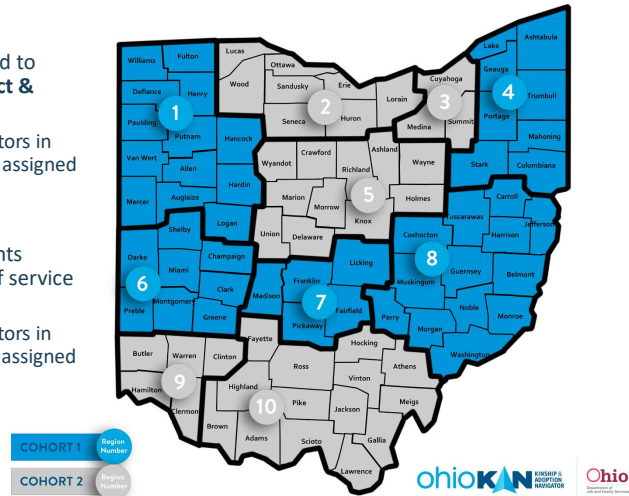 d to
ct &
tors in
assigned
nts
f service
tors in
assigned
Williams
Fulton
Lucas
Ottawa
Lake
Ashtabula
Geauga
Cuyahoga
Defiance
Henry
Wood
Sandusky
Erie
Lorain
1
2
3
4
Trumbull
Paulding
Seneca
Huron
Medina
Summit
Portage
Putnam
Hancock
Mahoning
Van Wert
Allen
Wyandot
Crawford
Richland
Ashland
Wayne
Stark
Columbiana
Hardin
5
Mercer
Auglaize
Marion
Morrow
Knox
Holmes
Carroll
Tuscarawas
Jefferson
Logan
Union
Delaware
Coshocton
Harrison
Shelby
Darke
Champaign
Licking
8
Miami
Franklin
Guernsey
Belmont
6
Clark
Madison
7
Muskingum
Preble
Montgomery
Greene
Pickaway
Fairfield
Perry
Noble
Monroe
Morgan
Fayette
Hocking
Washington
Butler
Warren
Clinton
Ross
Athens
Vinton
9
Highland
10
Pike
Meigs
Hamilton
Clermont
Jackson
Brown
Adams
Scioto
Gallia
Lawrence
COHORT 1
Region
Number
COHORT 2
Region
Number
ohioKAN
KINSHIP &
ADOPTION
NAVIGATOR
Ohio
Department of
Job and Family Services